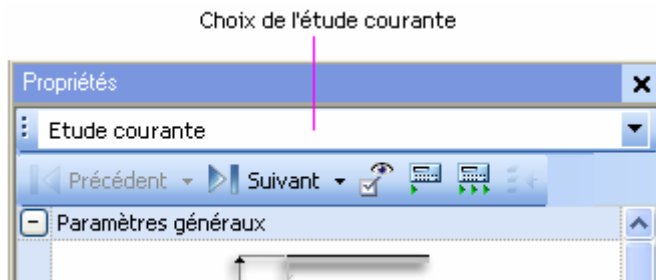 Choix de l'étude courante
Propriétés
Etude courante
Précédent Suivant
Paramètres généraux